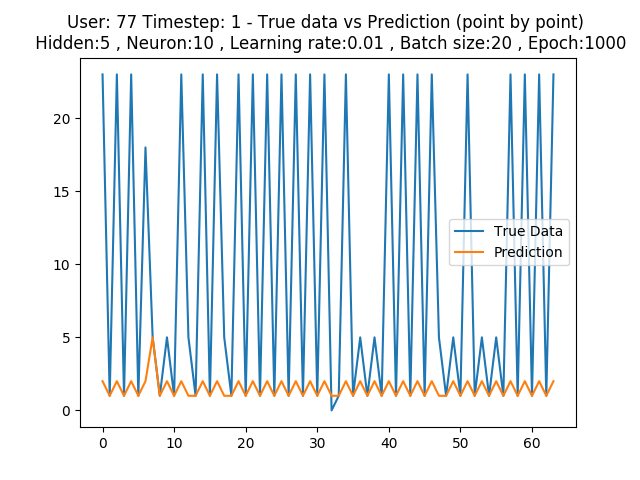 User: 77 Timestep: 1 - True data vs Prediction (point by point)
Hidden:5 , Neuron:10 , Learning rate:0.01 , Batch size:20 , Epoch:1000
20
15
10
5
0
True Data
Prediction
0 10 20 30 40 50 60